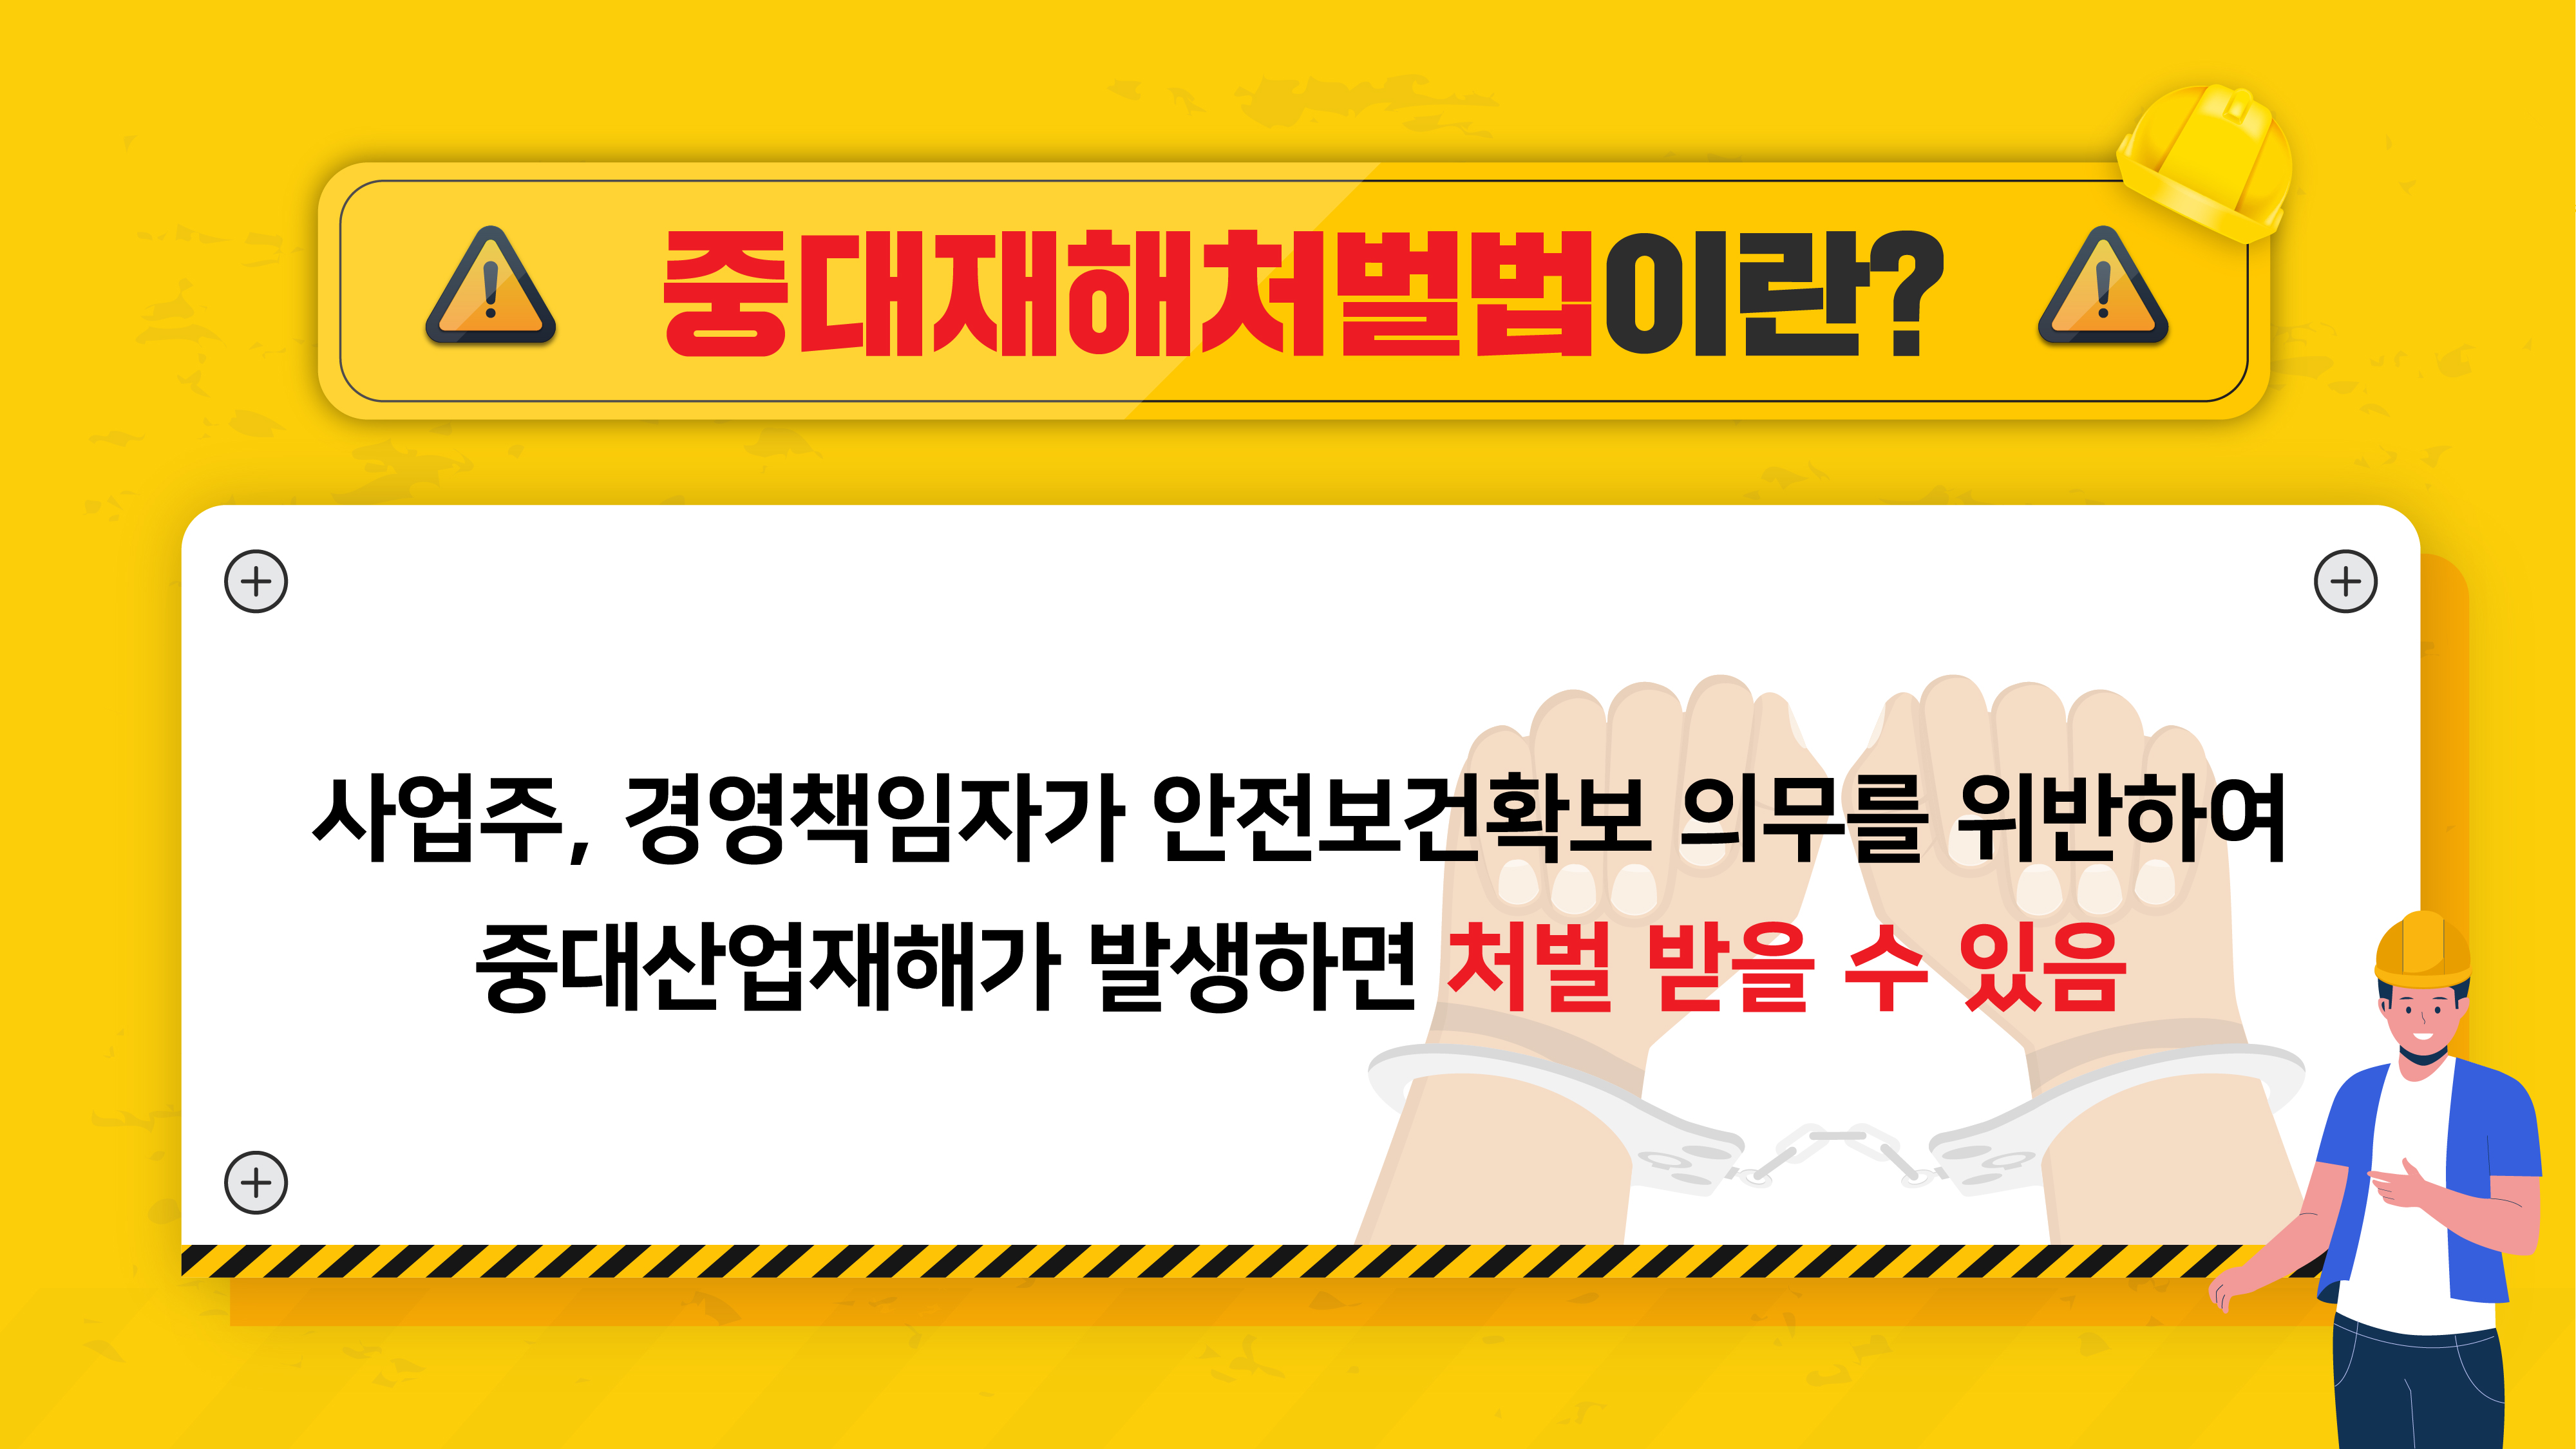 중대재해처벌법이란?
사업주, 경영책임자가 안전보건확보 의무를 위반하여
중대산업재해가 발생하면 처벌 받을 수 있음